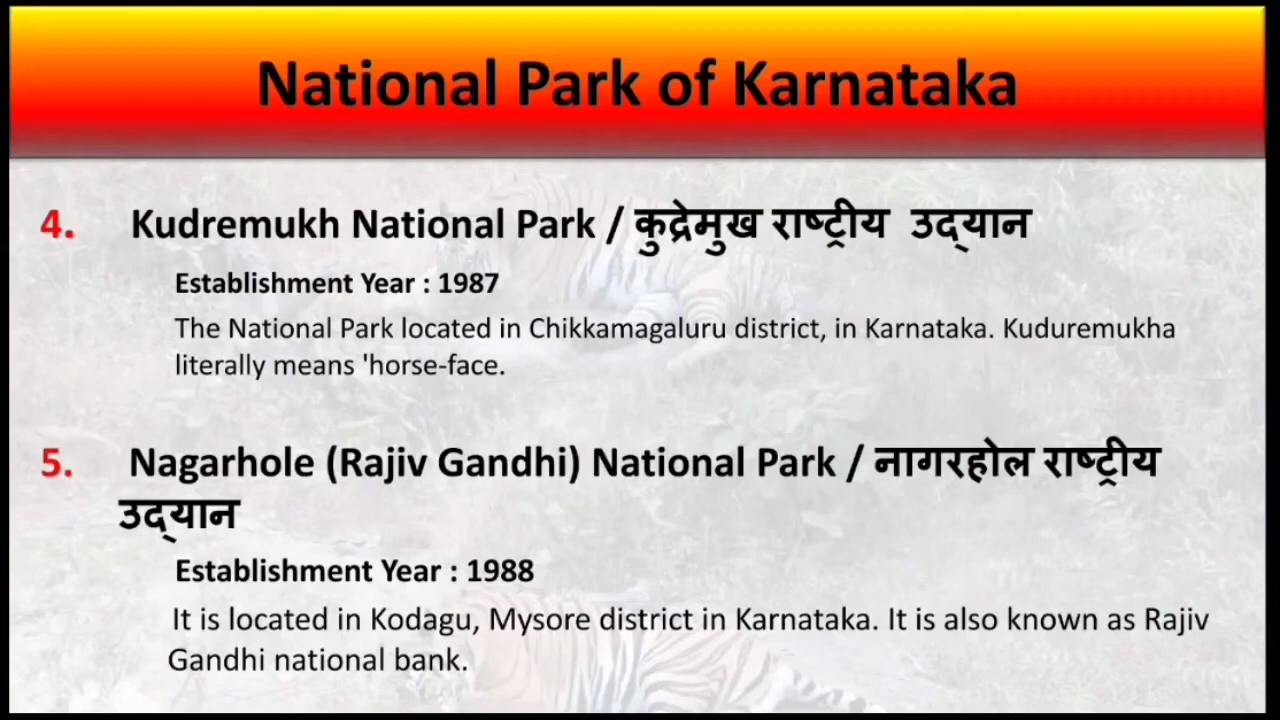 National Park of Karnataka
4. Kudremukh National Park / कुद्रेमुख राष्ट्रीय उद्यान
Establishment Year : 1987
The National Park located in Chikkamagaluru district, in Karnataka. Kuduremukha
literally means 'horse-face.
5. Nagarhole (Rajiv Gandhi) National Park / नागरहोल राष्ट्रीय
उद्यान
Establishment Year : 1988
It is located in Kodagu, Mysore district in Karnataka. It is also known as Rajiv
Gandhi national bank.